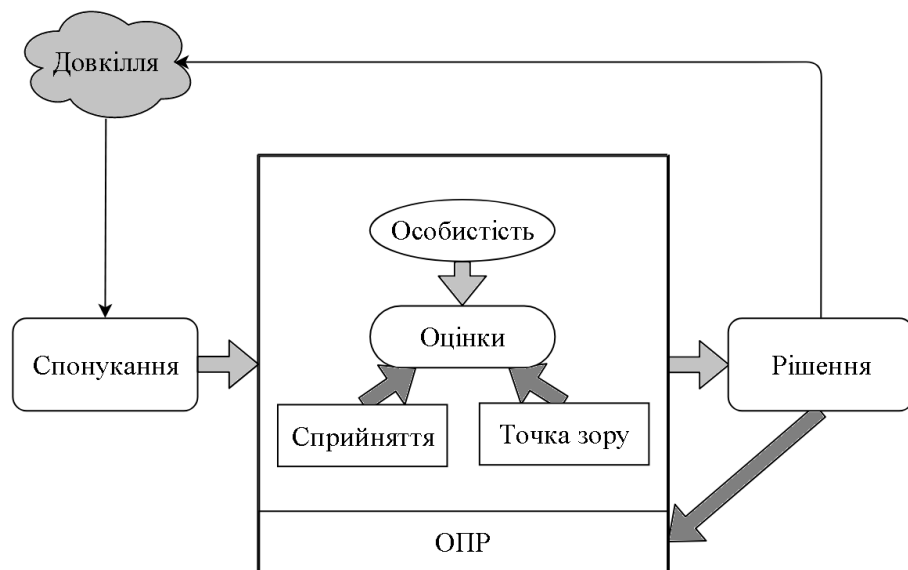 Довкілля
Особистість
Оцінки
Спонукання
Рішення
Сприйняття
Точка зору
ОПР